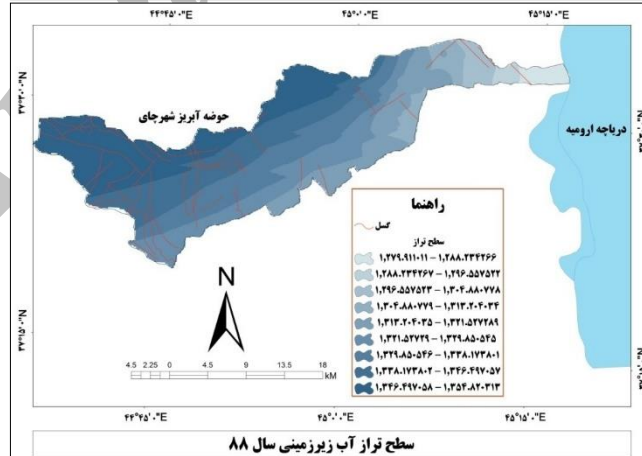 ۴۴°۴۵'۰"E ۴۵°۰'۰"E ۴۵°۱۵'۰"E
حوضه آبریز شهرچای
دریاچه ارومیه
راهنما
گسل
سطح تراز
۱,۲۷۹.۹۱۱۰۱۱ – ۱,۲۸۸.۲۳۴۲۶۶
۱,۲۸۸.۲۳۴۲۶۷ – ۱,۲۹۶.۵۵۷۵۲۲
۱,۲۹۶.۵۵۷۵۲۳ – ۱,۳۰۴.۸۸۰۷۷۸
۱,۳۰۴.۸۸۰۷۷۹ – ۱,۳۱۳.۲۰۴۰۳۴
۱,۳۱۳.۲۰۴۰۳۵ – ۱,۳۲۱.۵۲۷۲۸۹
۱,۳۲۱.۵۲۷۲۹ – ۱,۳۲۹.۸۵۰۵۴۵
۱,۳۲۹.۸۵۰۵۴۶ – ۱,۳۳۸.۱۷۳۸۰۱
۱,۳۳۸.۱۷۳۸۰۲ – ۱,۳۴۶.۴۹۷۰۵۷
۱,۳۴۶.۴۹۷۰۵۸ – ۱,۳۵۴.۸۲۰۳۱۳
N
4.5 2.25 0 4.5 9 13.5 18
KM
۳۷°۱۵'۰"N
۴۴°۴۵'۰"E ۴۵°۰'۰"E ۴۵°۱۵'۰"E
سطح تراز آب زیرزمینی سال ۸۸